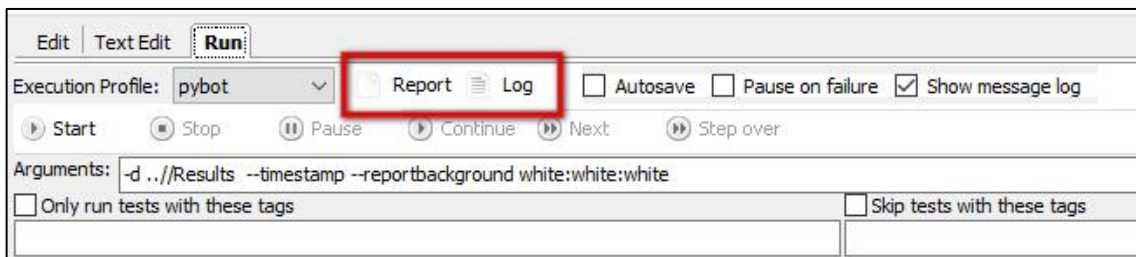 Edit Text Edit Run
Execution Profile: pybot Report Log Autosave Pause on failure Show message log
Start Stop Pause Continue Next Step over
Arguments: -d ..//Results --timestamp --reportbackground white:white:white
Only run tests with these tags Skip tests with these tags